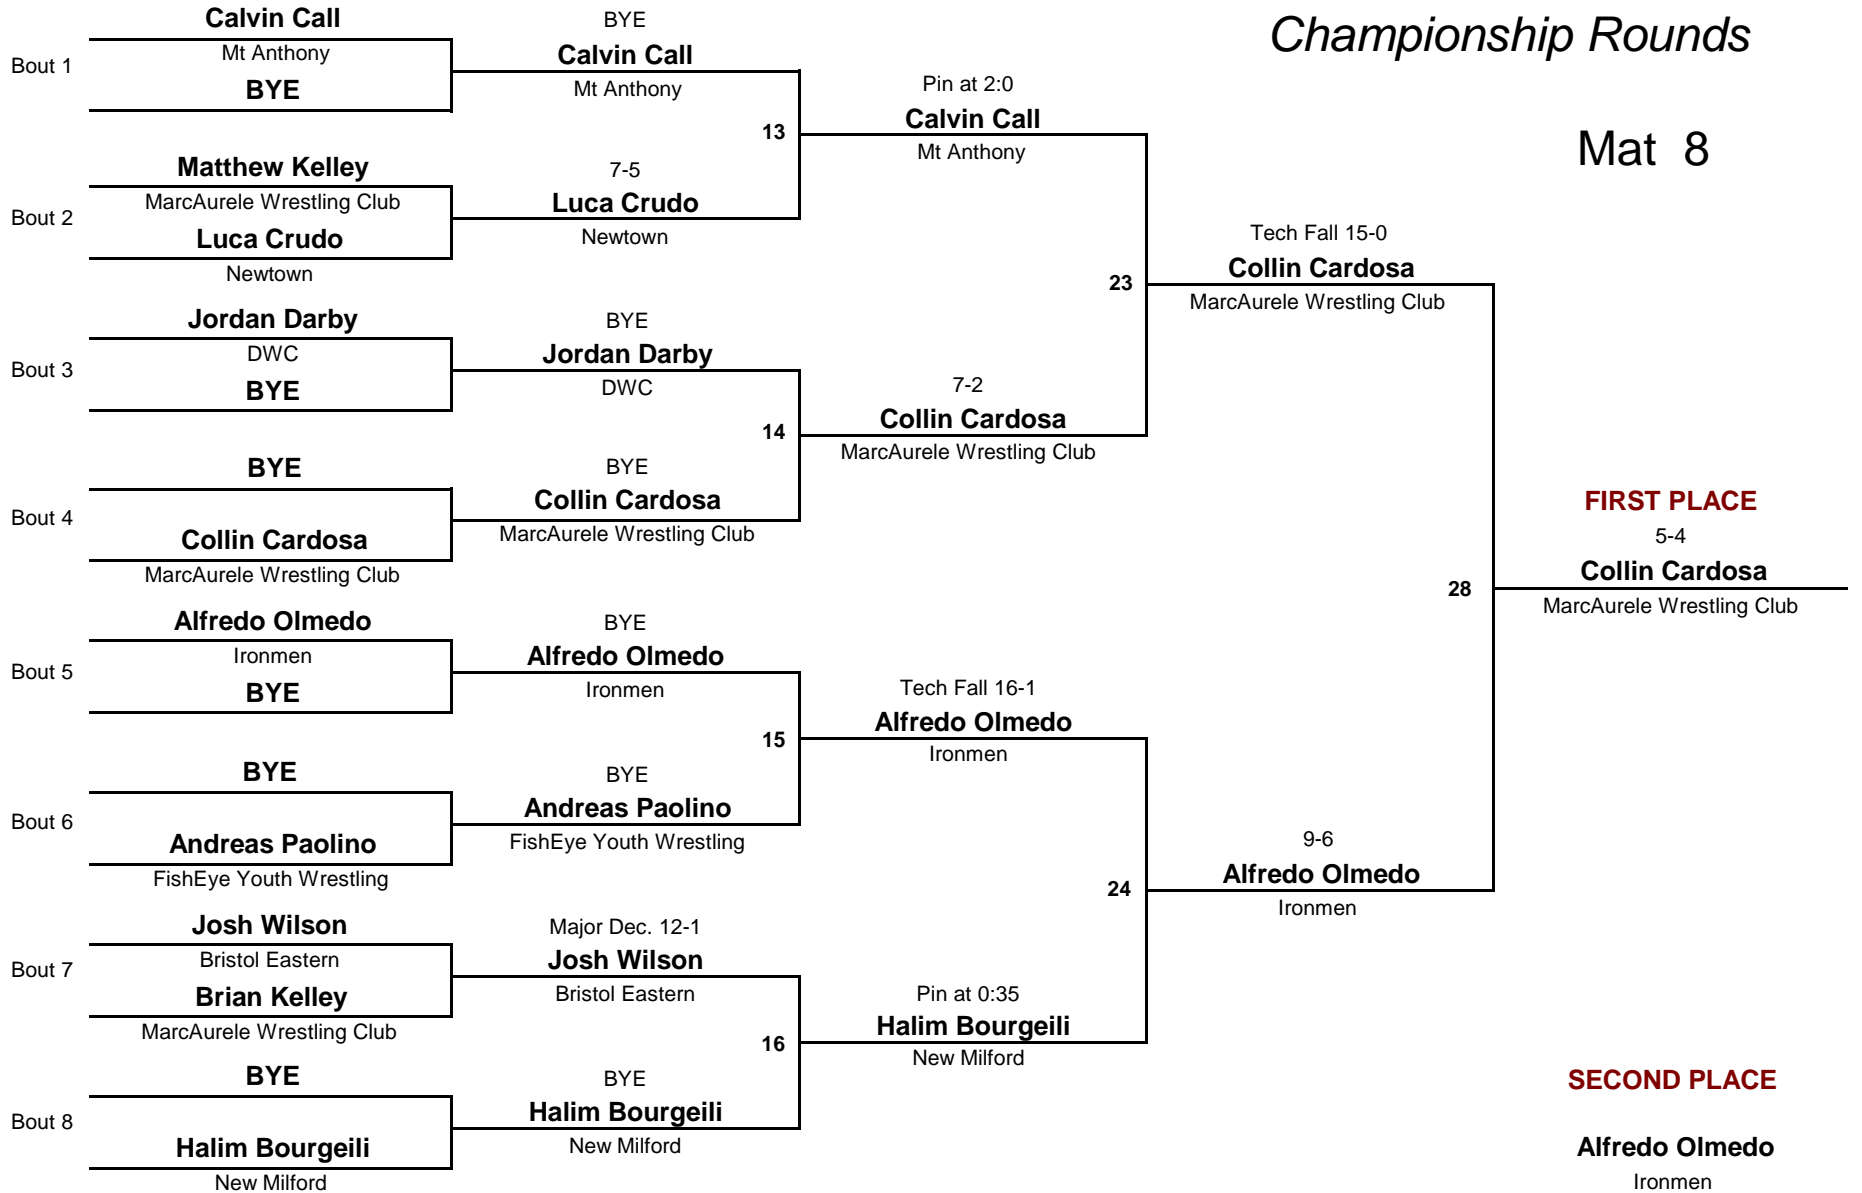 Championship Rounds
Mat 8
Bout 1
Calvin Call
Mt Anthony
BYE
Bout 2
Matthew Kelley
MarcAurele Wrestling Club
Luca Crudo
Newtown
Bout 3
Jordan Darby
DWC
BYE
Bout 4
BYE
Collin Cardosa
MarcAurele Wrestling Club
Bout 5
Alfredo Olmedo
Ironmen
BYE
Bout 6
BYE
Andreas Paolino
FishEye Youth Wrestling
Bout 7
Josh Wilson
Bristol Eastern
Brian Kelley
MarcAurele Wrestling Club
Bout 8
BYE
Halim Bourgeili
New Milford
BYE
Calvin Call
Mt Anthony
13
7-5
Luca Crudo
Newtown
BYE
Jordan Darby
DWC
14
BYE
Collin Cardosa
MarcAurele Wrestling Club
BYE
Alfredo Olmedo
Ironmen
15
BYE
Andreas Paolino
FishEye Youth Wrestling
Major Dec. 12-1
Josh Wilson
Bristol Eastern
16
BYE
Halim Bourgeili
New Milford
Pin at 2:0
Calvin Call
Mt Anthony
23
7-2
Collin Cardosa
MarcAurele Wrestling Club
Tech Fall 16-1
Alfredo Olmedo
Ironmen
24
Pin at 0:35
Halim Bourgeili
New Milford
Tech Fall 15-0
Collin Cardosa
MarcAurele Wrestling Club
28
9-6
Alfredo Olmedo
Ironmen
FIRST PLACE
5-4
Collin Cardosa
MarcAurele Wrestling Club
SECOND PLACE
Alfredo Olmedo
Ironmen